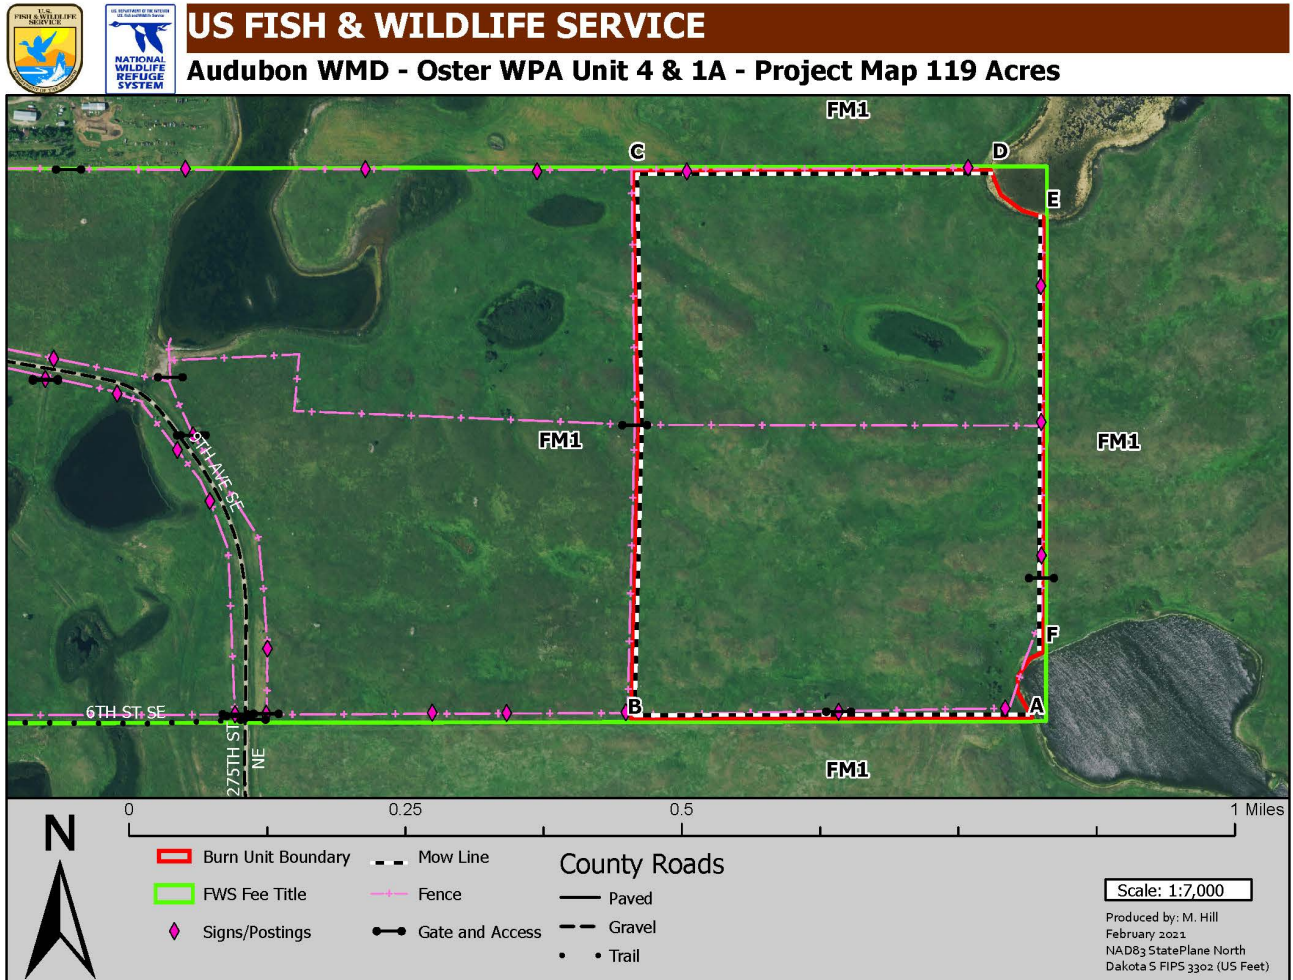 U.S.
FISH & WILDLIFE
SERVICE
NATIONAL
WILDLIFE
REFUGE
SYSTEM
US FISH & WILDLIFE SERVICE
Audubon WMD - Oster WPA Unit 4 & 1A - Project Map 119 Acres
FM1
C
D
E
FM1
FM1
9TH AVE SE
F
B
A
6TH ST SE
275TH ST
NE
FM1
0
0.25
0.5
1 Miles
N
Burn Unit Boundary
FWS Fee Title
Signs/Postings
Mow Line
Fence
Gate and Access
County Roads
Paved
Gravel
Trail
Scale: 1:7,000
Produced by: M. Hill
February 2021
NAD83 StatePlane North
Dakota S FIPS 3302 (US Feet)